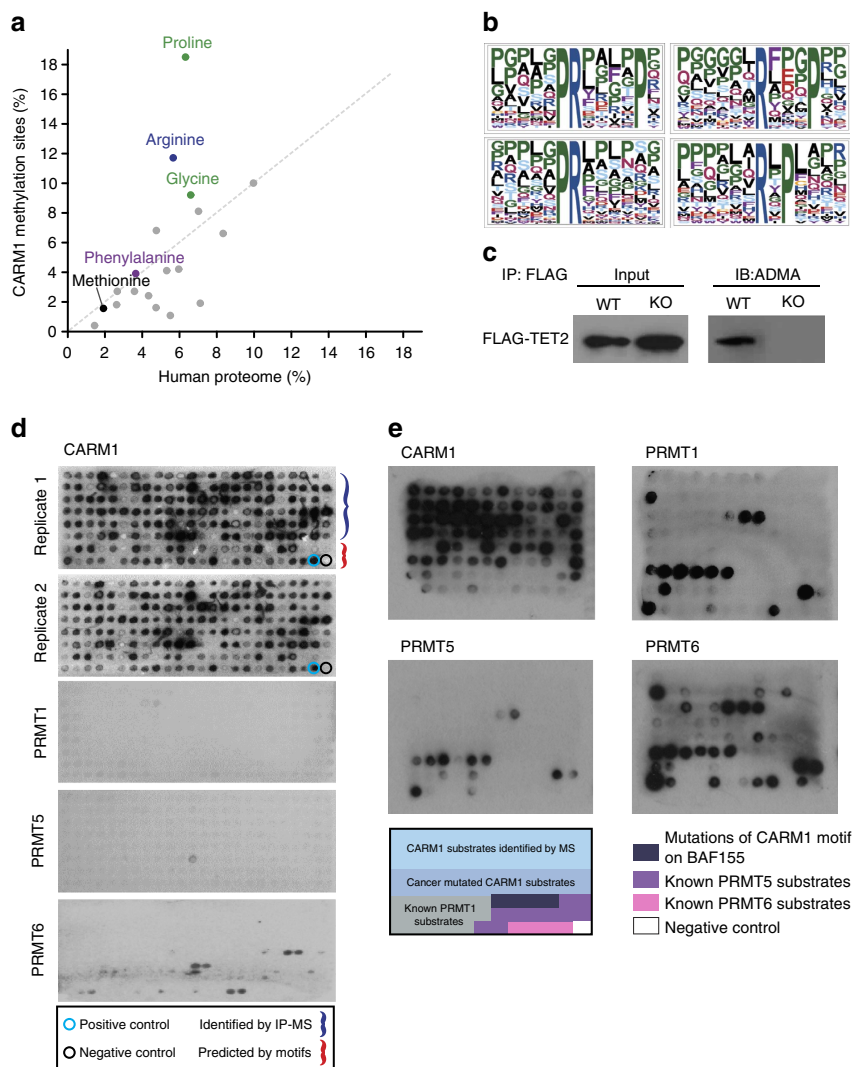 a
CARM1 methylation sites (%)
18
16
14
12
10
8
6
4
2
0
0 2 4 6 8 10 12 14 16 18
Human proteome (%)
Proline
Arginine
Glycine
Phenylalanine
Methionine
b
c
IP: FLAG
Input
IB:ADMA
WT KO WT KO
FLAG-TET2
d
CARM1
Replicate 1
Replicate 2
PRMT1
PRMT5
PRMT6
Positive control
Identified by IP-MS
Negative control
Predicted by motifs
e
CARM1
PRMT1
PRMT5
PRMT6
CARM1 substrates identified by MS
Cancer mutated CARM1 substrates
Known PRMT1
substrates
Mutations of CARM1 motif
on BAF155
Known PRMT5 substrates
Known PRMT6 substrates
Negative control